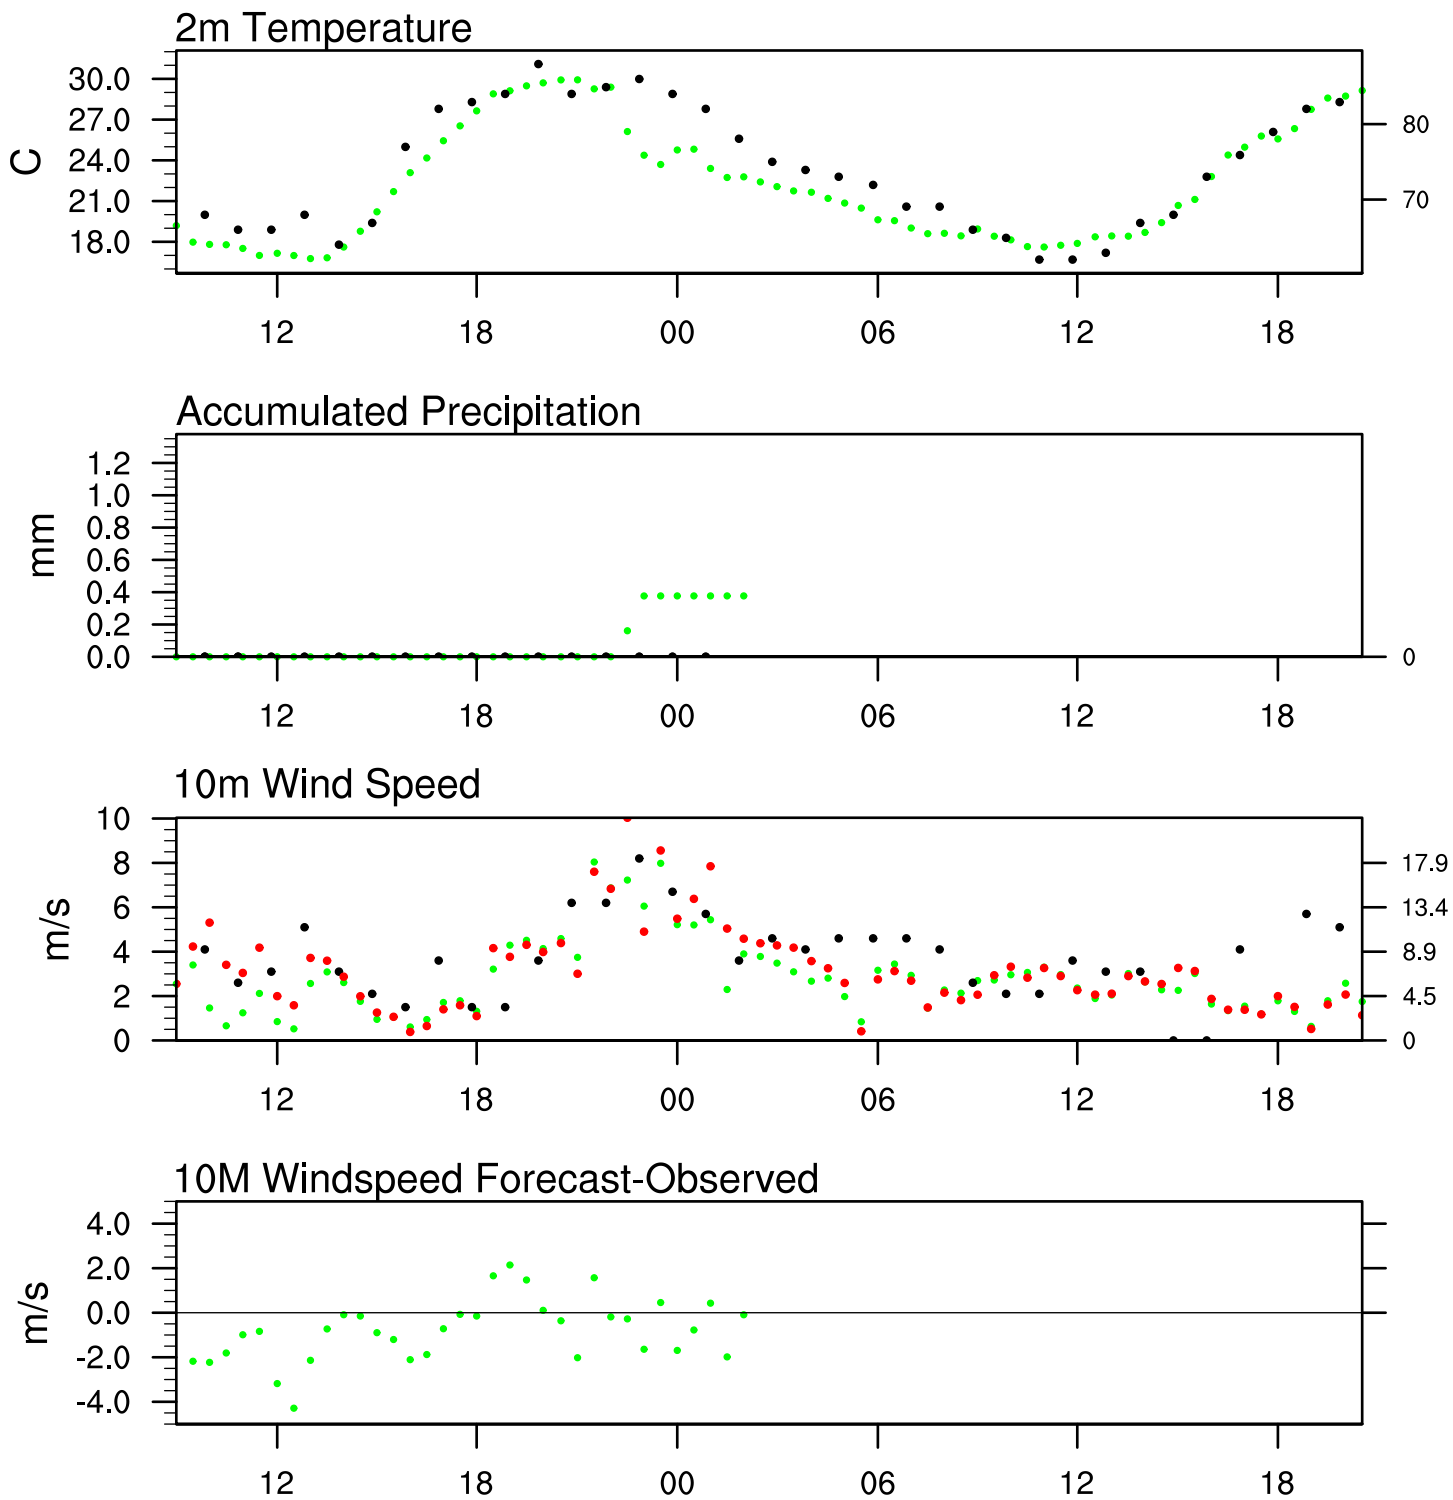 2m Temperature
30.0
27.0
24.0
21.0
18.0
C
80
70
12 18 00 06 12 18
Accumulated Precipitation
1.2
1.0
0.8
0.6
0.4
0.2
0.0
mm
0
12 18 00 06 12 18
10m Wind Speed
10
8
6
4
2
0
m/s
17.9
13.4
8.9
4.5
0
12 18 00 06 12 18
10M Windspeed Forecast-Observed
4.0
2.0
0.0
-2.0
-4.0
m/s
12 18 00 06 12 18